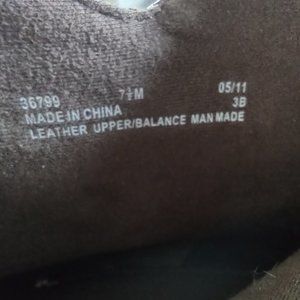 36799 7½M 05/11
MADE IN CHINA 3B
LEATHER UPPER/BALANCE MAN MADE